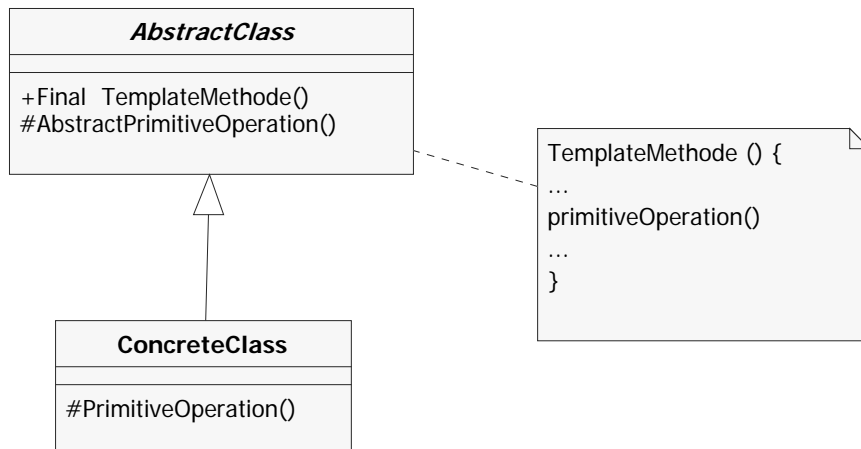 AbstractClass
+Final TemplateMethode()
#AbstractPrimitiveOperation()
TemplateMethode () {
...
primitiveOperation()
...
}
ConcreteClass
#PrimitiveOperation()